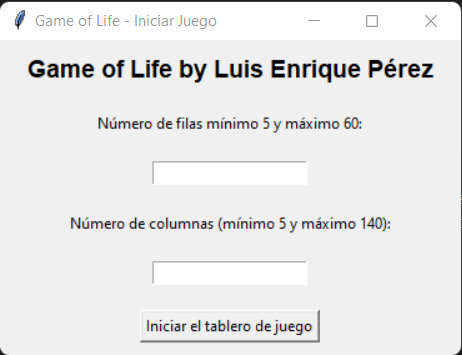 Game of Life - Iniciar Juego
Game of Life by Luis Enrique Pérez
Número de filas mínimo 5 y máximo 60:
Número de columnas (mínimo 5 y máximo 140):
Iniciar el tablero de juego